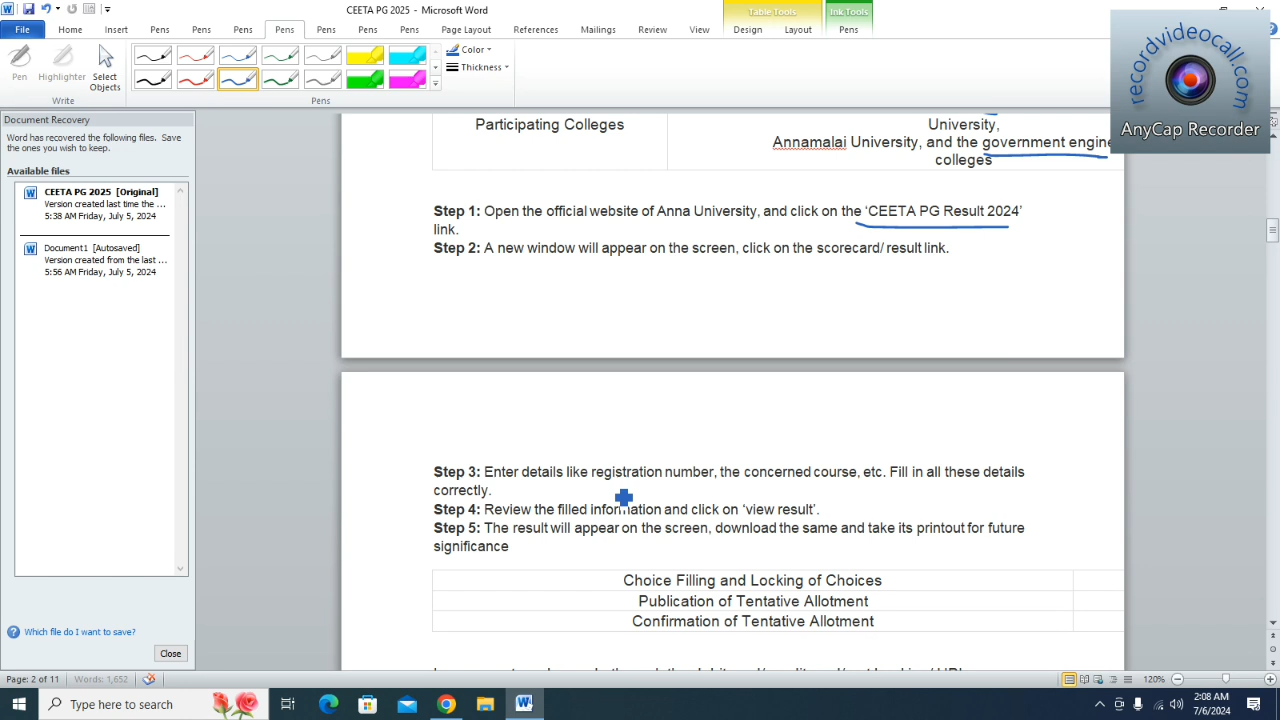 CEETA PG 2025 - Microsoft Word
Table Tools
Ink Tools
File
Home
Insert
Pens
Pens
Pens
Pens
Pens
Pens
Pens
Page Layout
References
Mailings
Review
View
Design
Layout
Pens
Pen
Highlighter
Select Objects
Color
Thickness
Write
Pens
recordvideocall.com
AnyCap Recorder
Document Recovery
Word has recovered the following files. Save
the ones you wish to keep.
Available files
CEETA PG 2025 [Original]
Version created last time the ...
5:38 AM Friday, July 5, 2024
Document1 [Autosaved]
Version created from the last ...
5:56 AM Friday, July 5, 2024
Which file do I want to save?
Close
Participating Colleges
University,
Annamalai University, and the government engine
colleges
Step 1: Open the official website of Anna University, and click on the ‘CEETA PG Result 2024’
link.
Step 2: A new window will appear on the screen, click on the scorecard/ result link.
Step 3: Enter details like registration number, the concerned course, etc. Fill in all these details
correctly.
Step 4: Review the filled information and click on ‘view result’.
Step 5: The result will appear on the screen, download the same and take its printout for future
significance
Choice Filling and Locking of Choices
Publication of Tentative Allotment
Confirmation of Tentative Allotment
Page: 2 of 11
Words: 1,652
120%
Type here to search
2:08 AM
7/6/2024